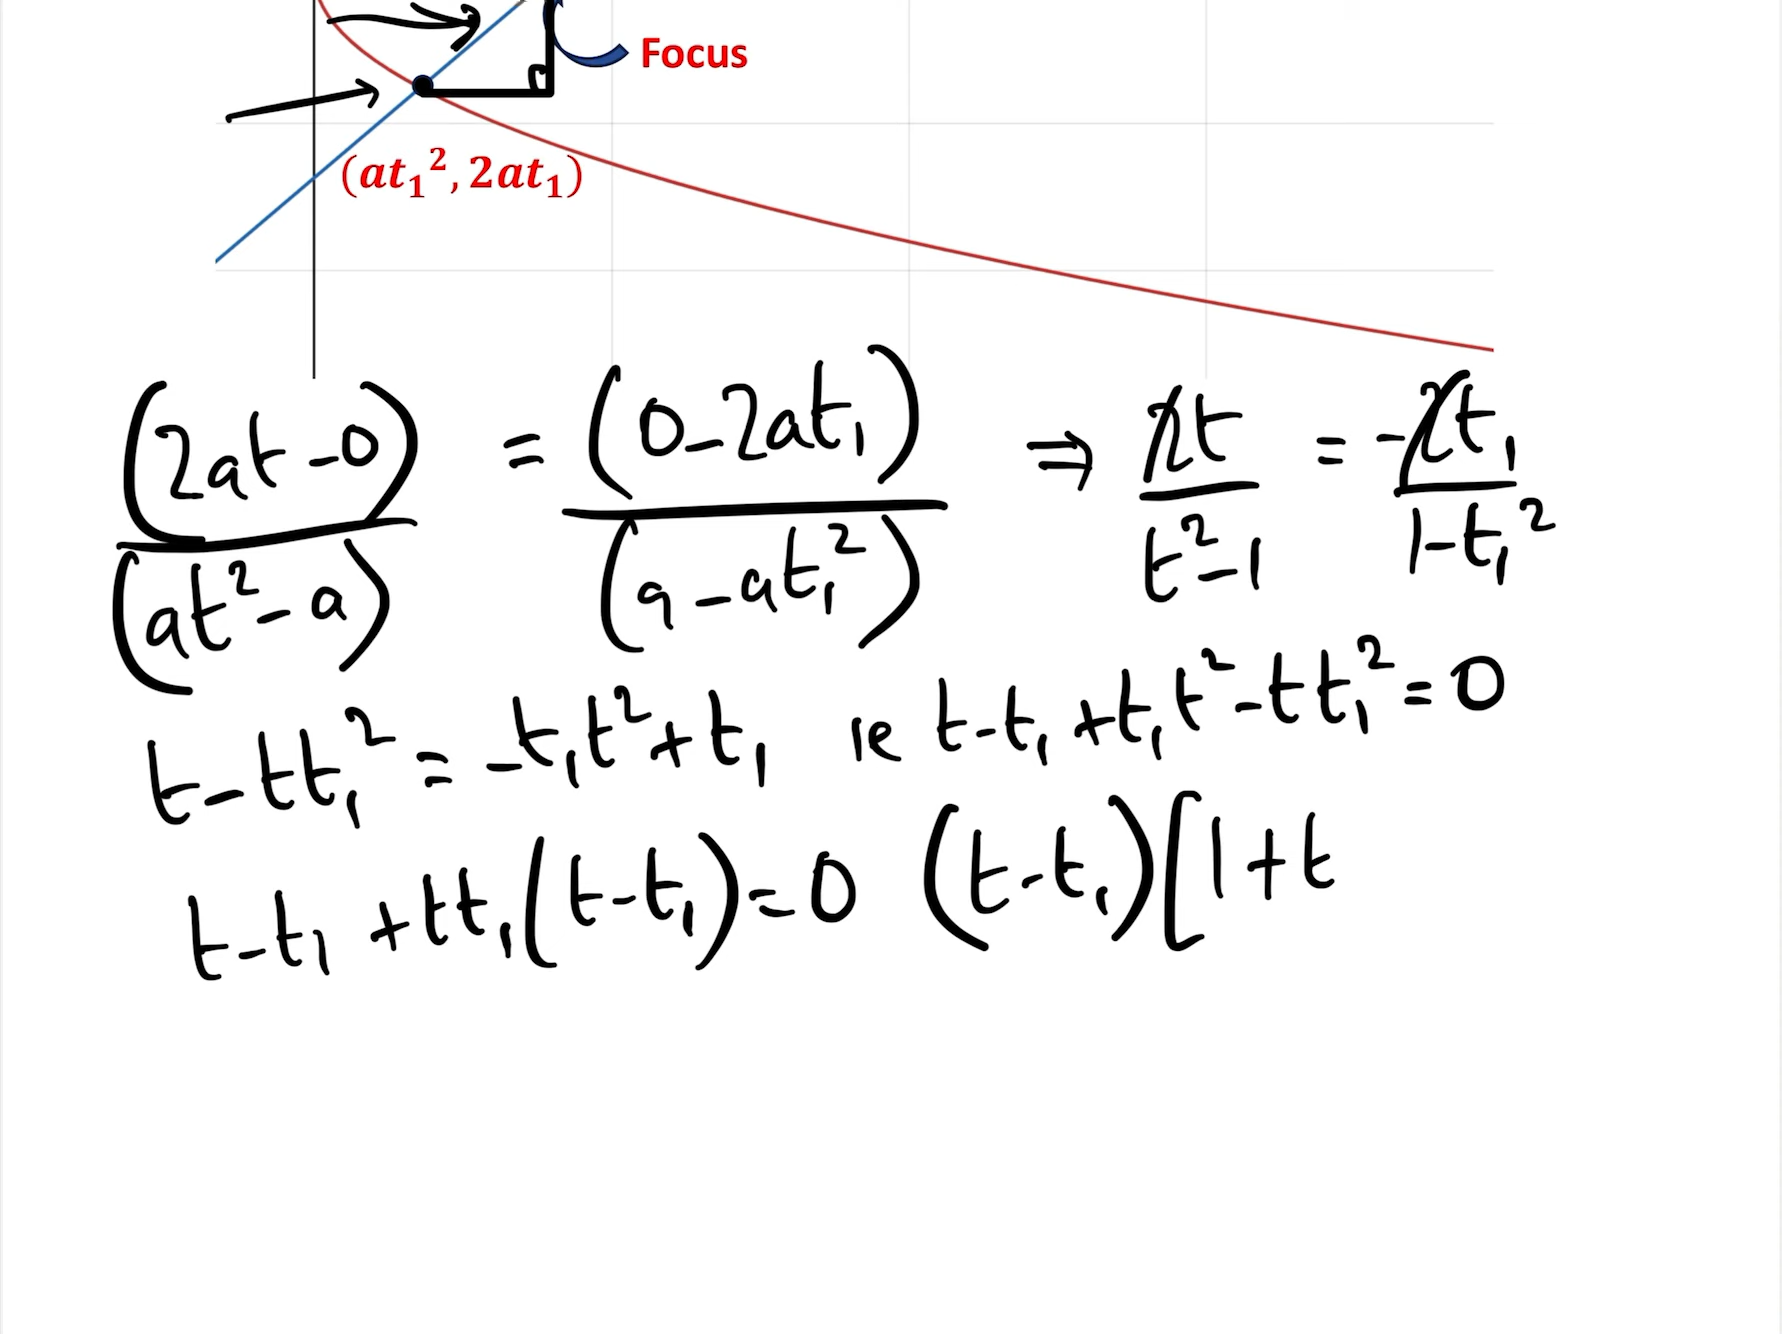 Focus
(at₁², 2at₁)
(2at-0)/(at²-a) = (0-2at₁)/(a-at₁²) ⇒ 2t/(t²-1) = -2t₁/(1-t₁²)
t-tt₁² = -t₁t²+t₁ ie t-t₁+t₁t²-tt₁²=0
t-t₁+tt₁(t-t₁)=0 (t-t₁)[1+t